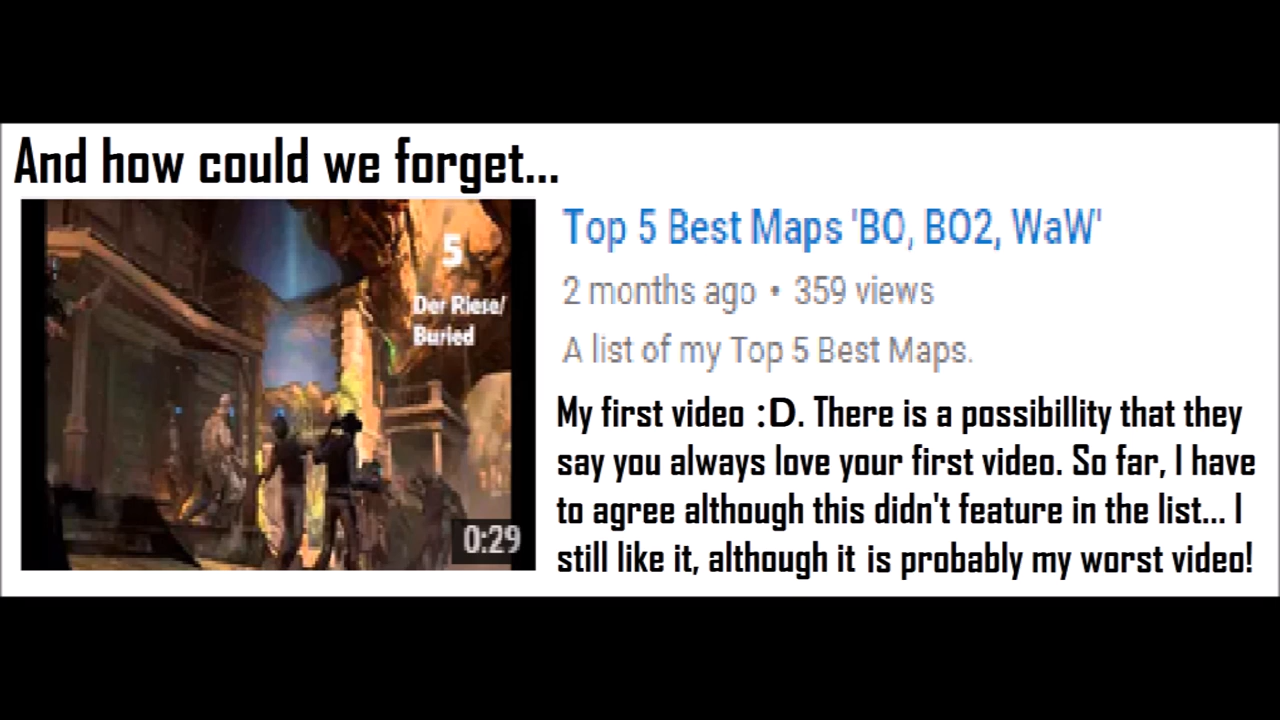 And how could we forget...
5
Der Riese/
Buried
0:29
Top 5 Best Maps 'BO, BO2, WaW'
2 months ago • 359 views
A list of my Top 5 Best Maps.
My first video :D. There is a possibillity that they
say you always love your first video. So far, I have
to agree although this didn't feature in the list... I
still like it, although it is probably my worst video!